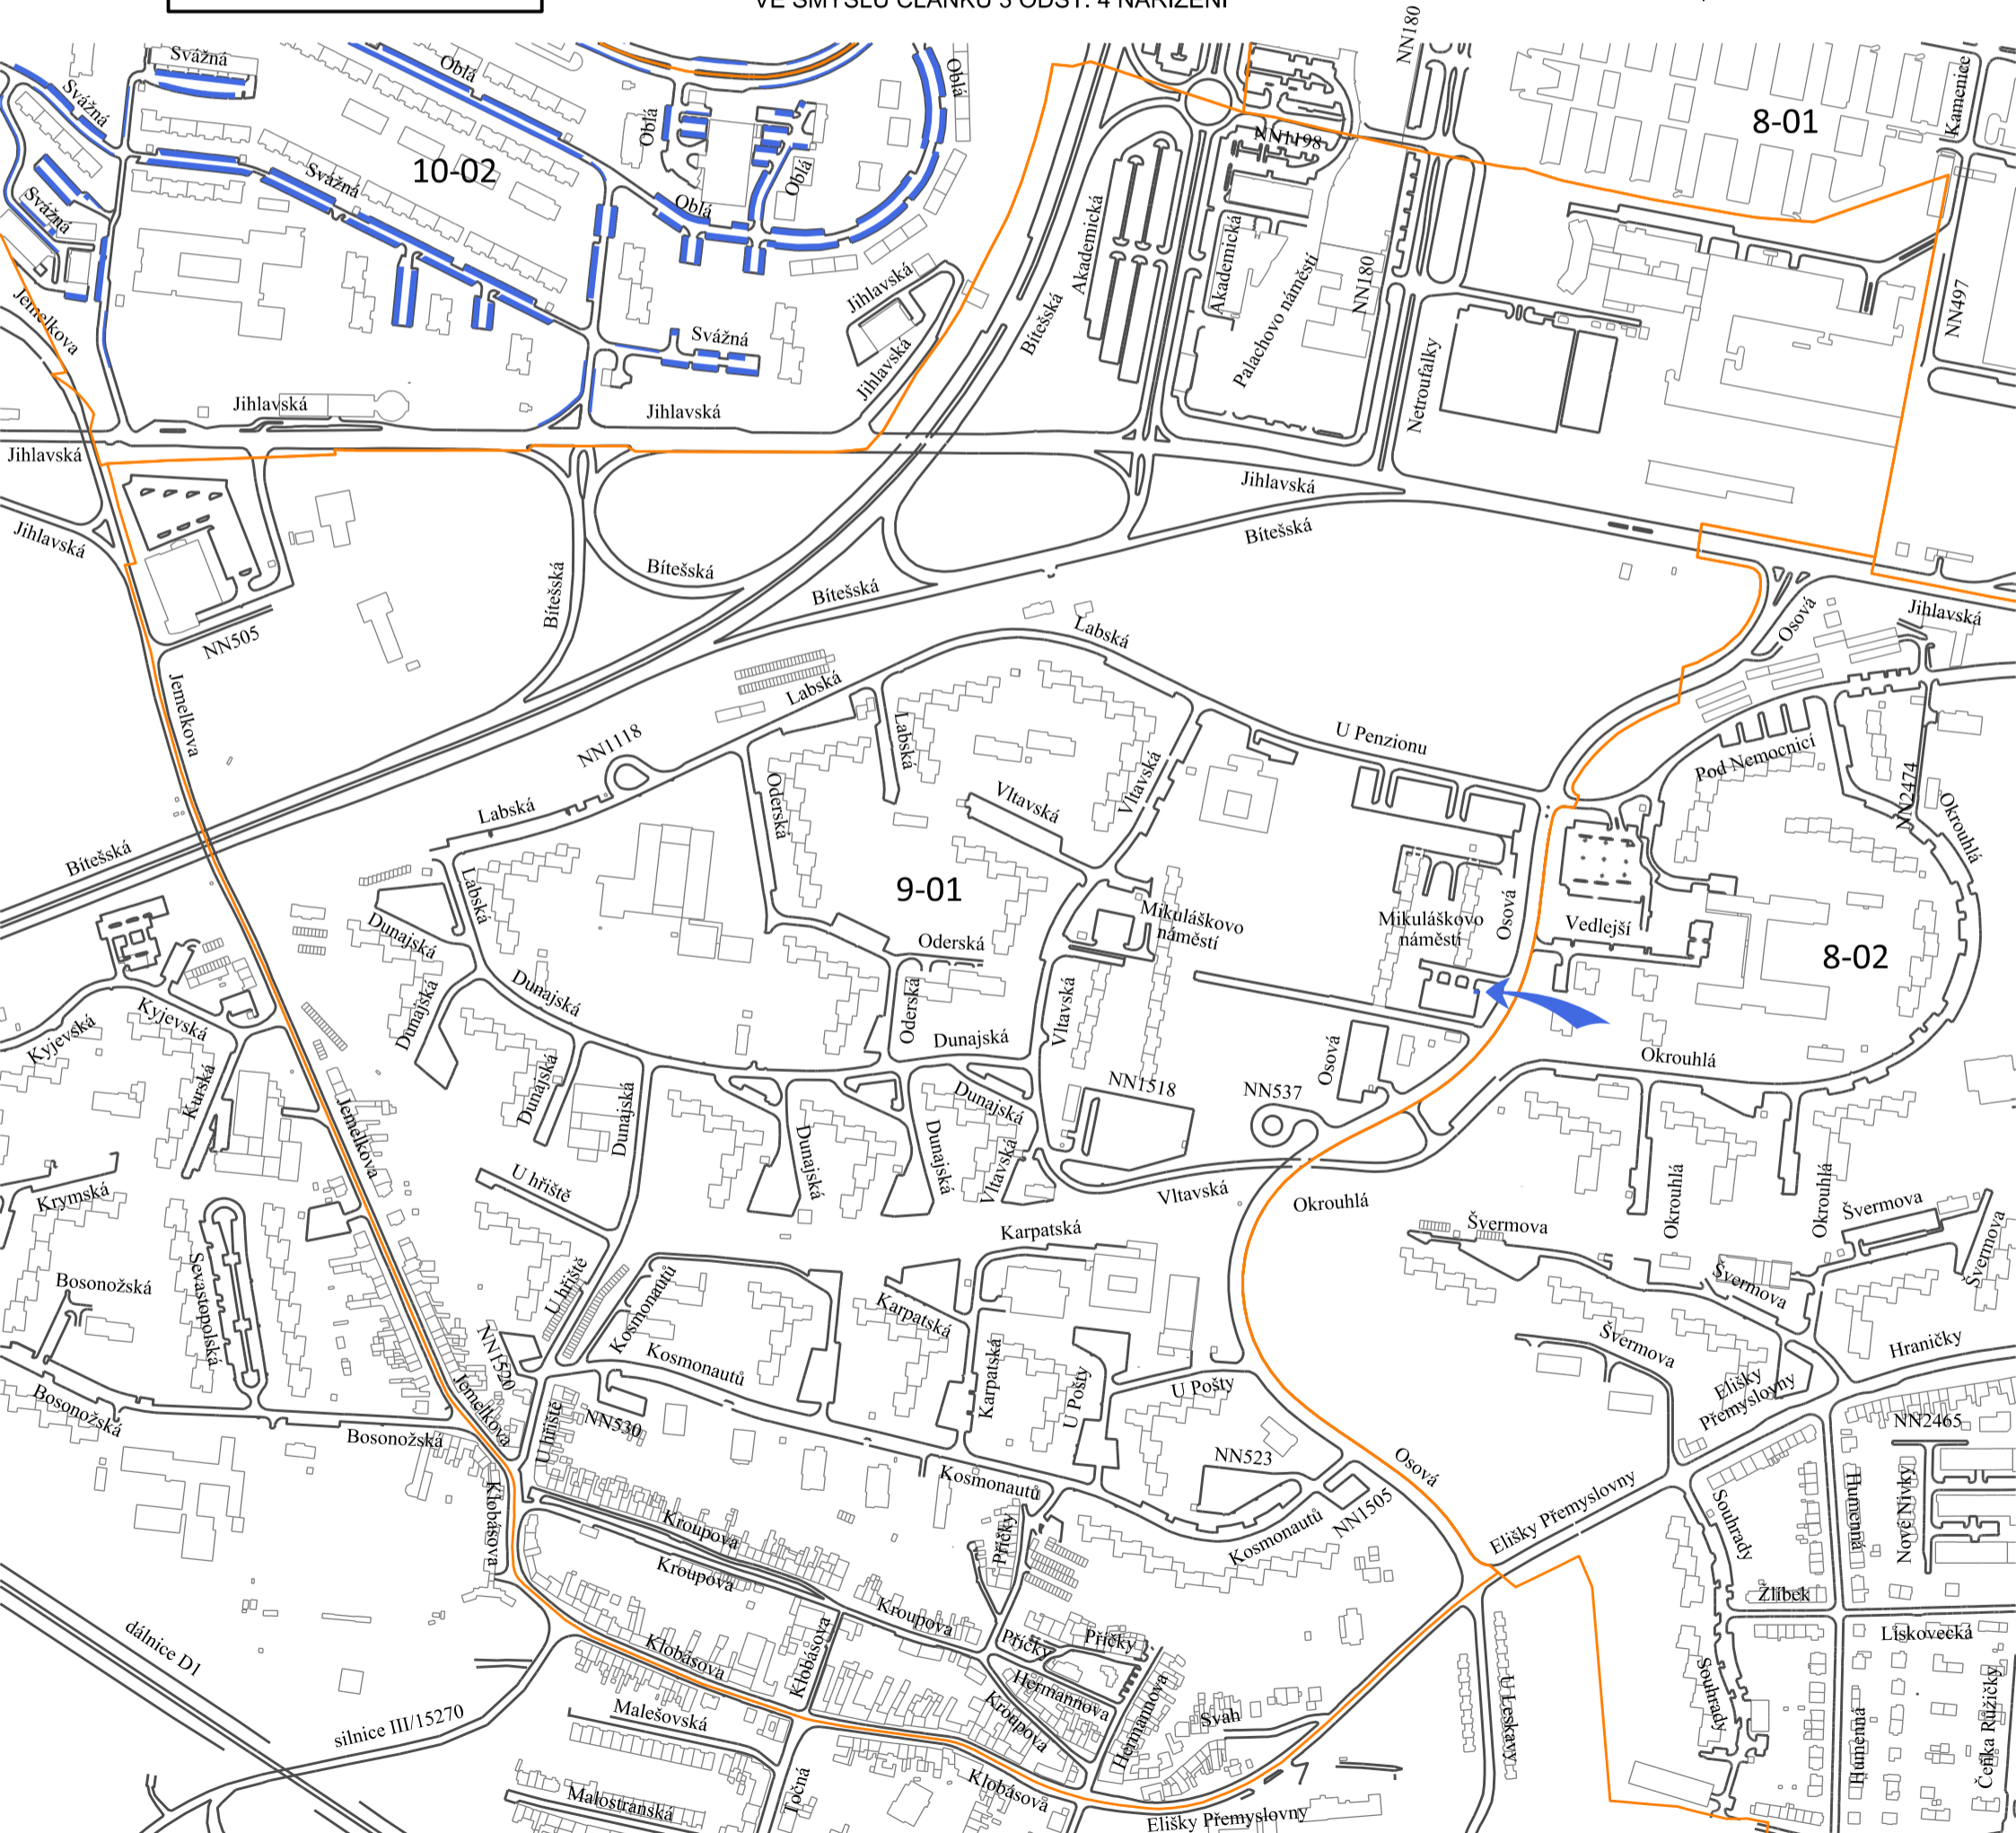 VE SMYSLU ČLÁNKU 3 ODST. 4 NAŘÍZENÍ
NN180
Svážná
Oblá
Oblá
Kamenice
Svážná
Oblá
8-01
NN1198
10-02
Svážná
Oblá
Oblá
Svážná
Akademická
Akademická
Palachovo náměstí
NN180
Jihlavská
NN497
Jemelkova
Bítešská
Svážná
Jihlavská
Netroufalky
Jihlavská
Jihlavská
Jihlavská
Jihlavská
Jihlavská
Bítešská
Bítešská
Bítešská
Bítešská
Jihlavská
Osová
NN505
Labská
Labská
Jemelkova
NN1118
Labská
U Penzionu
Pod Nemocnicí
Vltavská
Vltavská
Oderská
Labská
NN2474
Okrouhlá
Bítešská
9-01
Labská
Mikuláškovo
náměstí
Mikuláškovo
náměstí
Osová
Vedlejší
Dunajská
Oderská
8-02
Dunajská
Dunajská
Oderská
Vltavská
Kyjevská
Kyjevská
Dunajská
Osová
Okrouhlá
Kurská
Dunajská
Dunajská
Dunajská
NN1518
NN537
Jemelkova
Dunajská
Dunajská
Vltavská
U hřiště
Krymská
Vltavská
Okrouhlá
Okrouhlá
Okrouhlá
Švermova
Švermova
Karpatská
Švermova
Bosonožská
Sevastopolská
U hřiště
Kosmonautů
Karpatská
Švermova
Švermova
Hraničky
NN1520
Kosmonautů
Karpatská
U Pošty
U Pošty
Elišky
Přemyslovny
Jemelkova
Bosonožská
Bosonožská
U hřiště
NN530
NN2465
NN523
Osová
Klobásova
Kosmonautů
NN1505
Elišky Přemyslovny
Souhrady
Humenná
Nové Nivky
Kroupova
Příčky
Kosmonautů
Kroupova
Žlíbek
Kroupova
Lískovecká
dálnice D1
Klobásova
Klobásova
Příčky
Příčky
Hermannova
Kroupova
Hermannova
U Leskavy
Souhrady
Humenná
Čeňka Růžičky
silnice III/15270
Malešovská
Svah
Točná
Malostranská
Klobásova
Elišky Přemyslovny